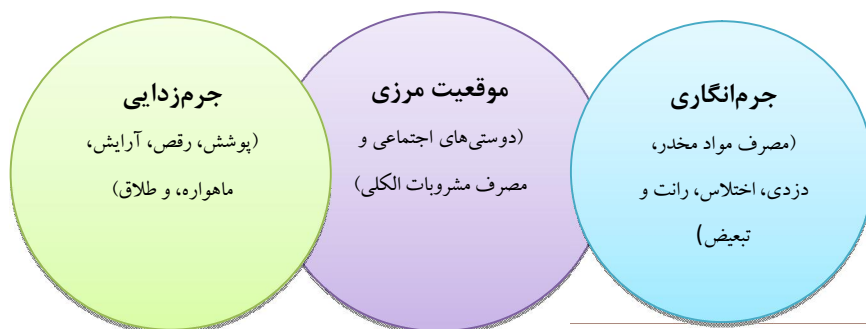 جرم‌انگاری
(مصرف مواد مخدر،
دزدی، اختلاس، رانت و
تبعیض)
موقعیت مرزی
(دوستی‌های اجتماعی و
مصرف مشروبات الکلی)
جرم‌زدایی
(پوشش، رقص، آرایش،
ماهواره، و طلاق)